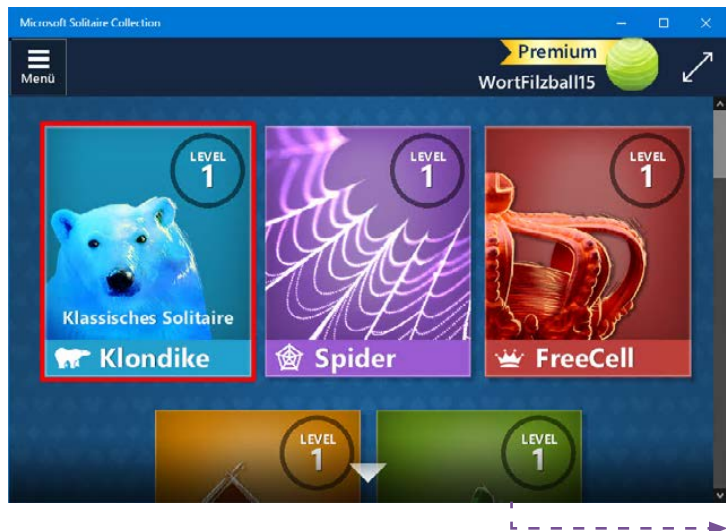 Microsoft Solitaire Collection
Menü
Premium
WortFilzball15
LEVEL
1
Klassisches Solitaire
Klondike
LEVEL
1
Spider
LEVEL
1
FreeCell
LEVEL
1
LEVEL
1